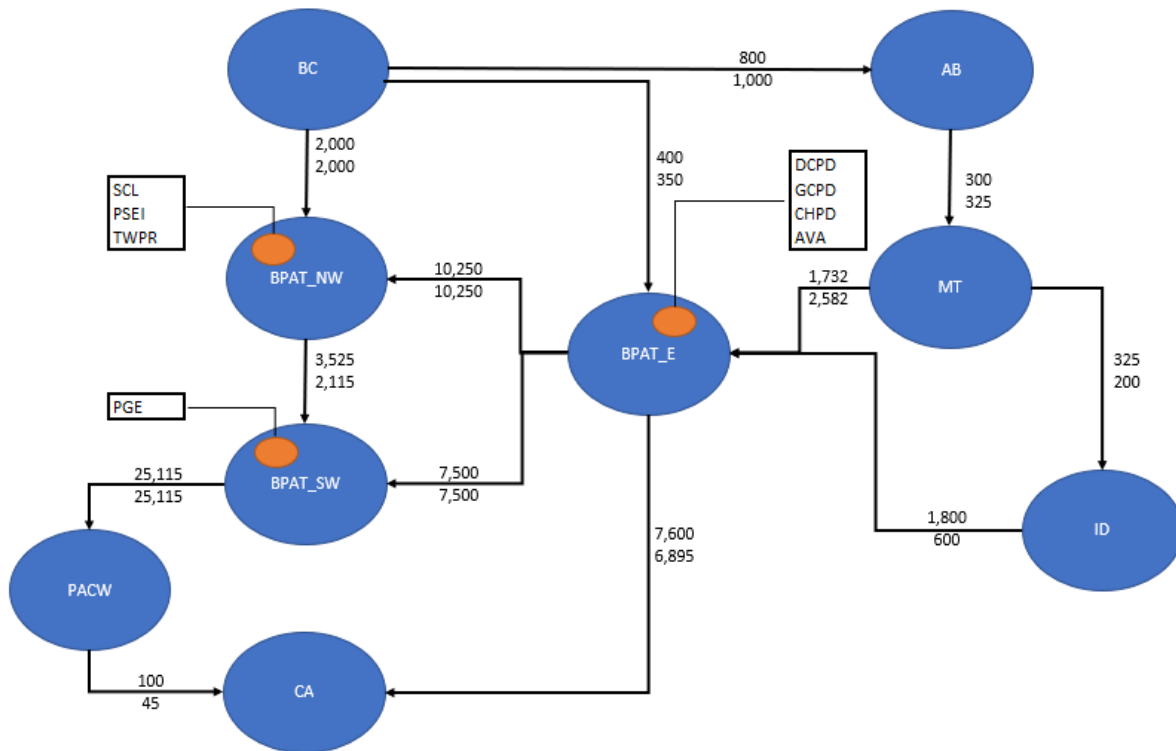 BC
800
1,000
AB
2,000
2,000
400
350
DCPD
GCPD
CHPD
AVA
300
325
SCL
PSEI
TWPR
BPAT_NW
10,250
10,250
1,732
2,582
MT
BPAT_E
3,525
2,115
325
200
PGE
BPAT_SW
25,115
25,115
7,500
7,500
7,600
6,895
1,800
600
ID
PACW
100
45
CA